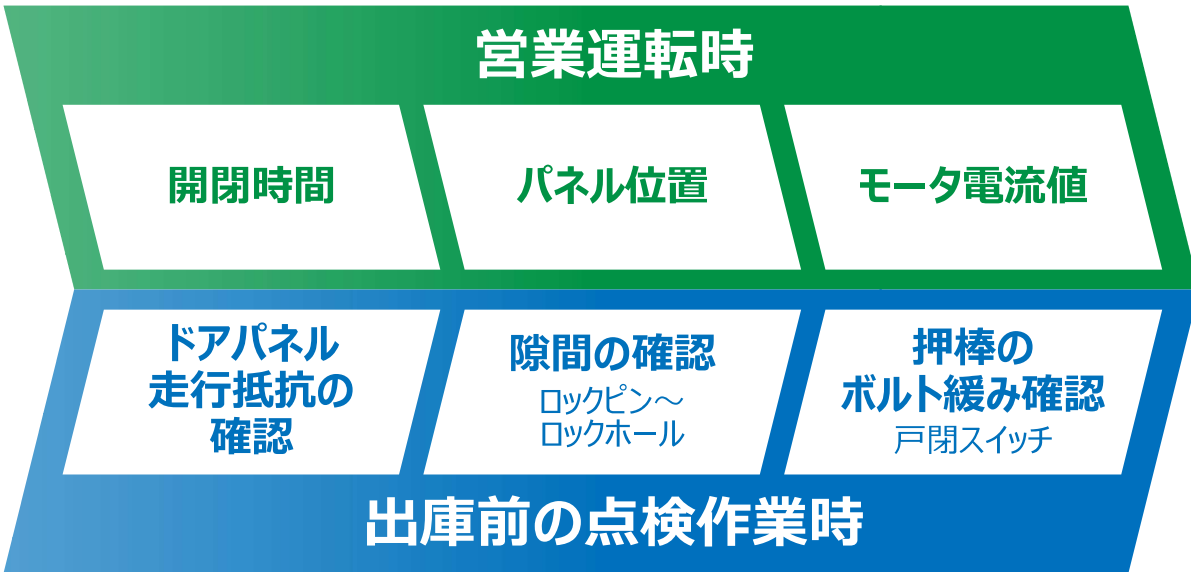 営業運転時
開閉時間
パネル位置
モータ電流値
ドアパネル
走行抵抗の
確認
隙間の確認
ロックピン～
ロックホール
押棒の
ボルト緩み確認
戸閉スイッチ
出庫前の点検作業時